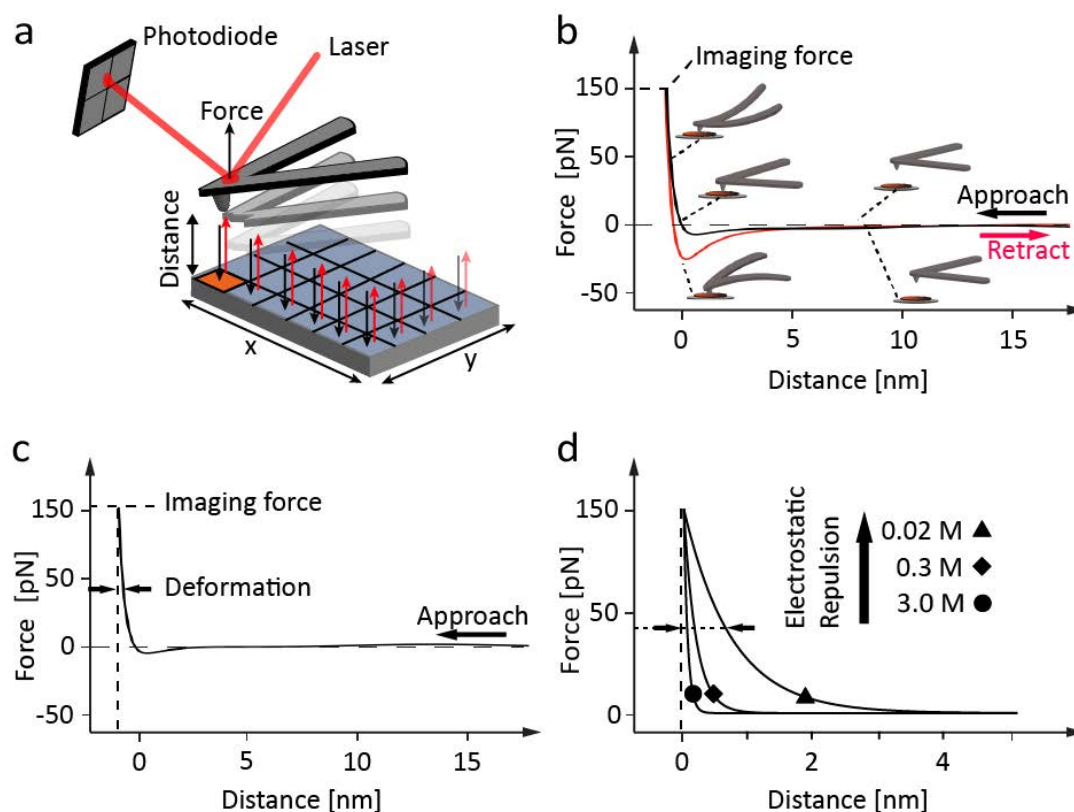 a
Photodiode
Laser
Force
Distance
x
y
b
Imaging force
150
50
0
-50
Force [pN]
Approach
Retract
0
5
10
15
Distance [nm]
c
150
50
0
-50
Force [pN]
Imaging force
Deformation
Approach
0
5
10
15
Distance [nm]
d
150
50
0
Force [pN]
Electrostatic
Repulsion
0.02 M
0.3 M
3.0 M
0
2
4
Distance [nm]